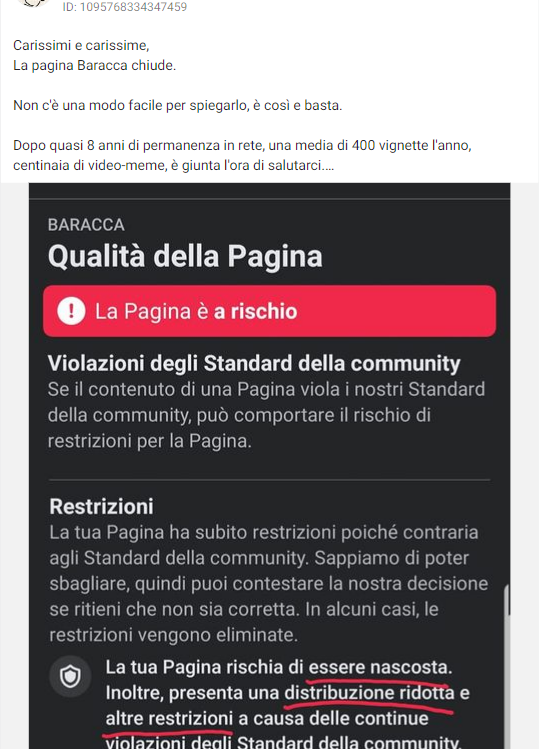 ID: 1095768334347459
Carissimi e carissime,
La pagina Baracca chiude.
Non c'è una modo facile per spiegarlo, è così e basta.
Dopo quasi 8 anni di permanenza in rete, una media di 400 vignette l'anno,
centinaia di video-meme, è giunta l'ora di salutarci....
BARACCA
Qualità della Pagina
! La Pagina è a rischio
Violazioni degli Standard della community
Se il contenuto di una Pagina viola i nostri Standard
della community, può comportare il rischio di
restrizioni per la Pagina.
Restrizioni
La tua Pagina ha subito restrizioni poiché contraria
agli Standard della community. Sappiamo di poter
sbagliare, quindi puoi contestare la nostra decisione
se ritieni che non sia corretta. In alcuni casi, le
restrizioni vengono eliminate.
La tua Pagina rischia di essere nascosta.
Inoltre, presenta una distribuzione ridotta e
altre restrizioni a causa delle continue
violazioni degli Standard della community.